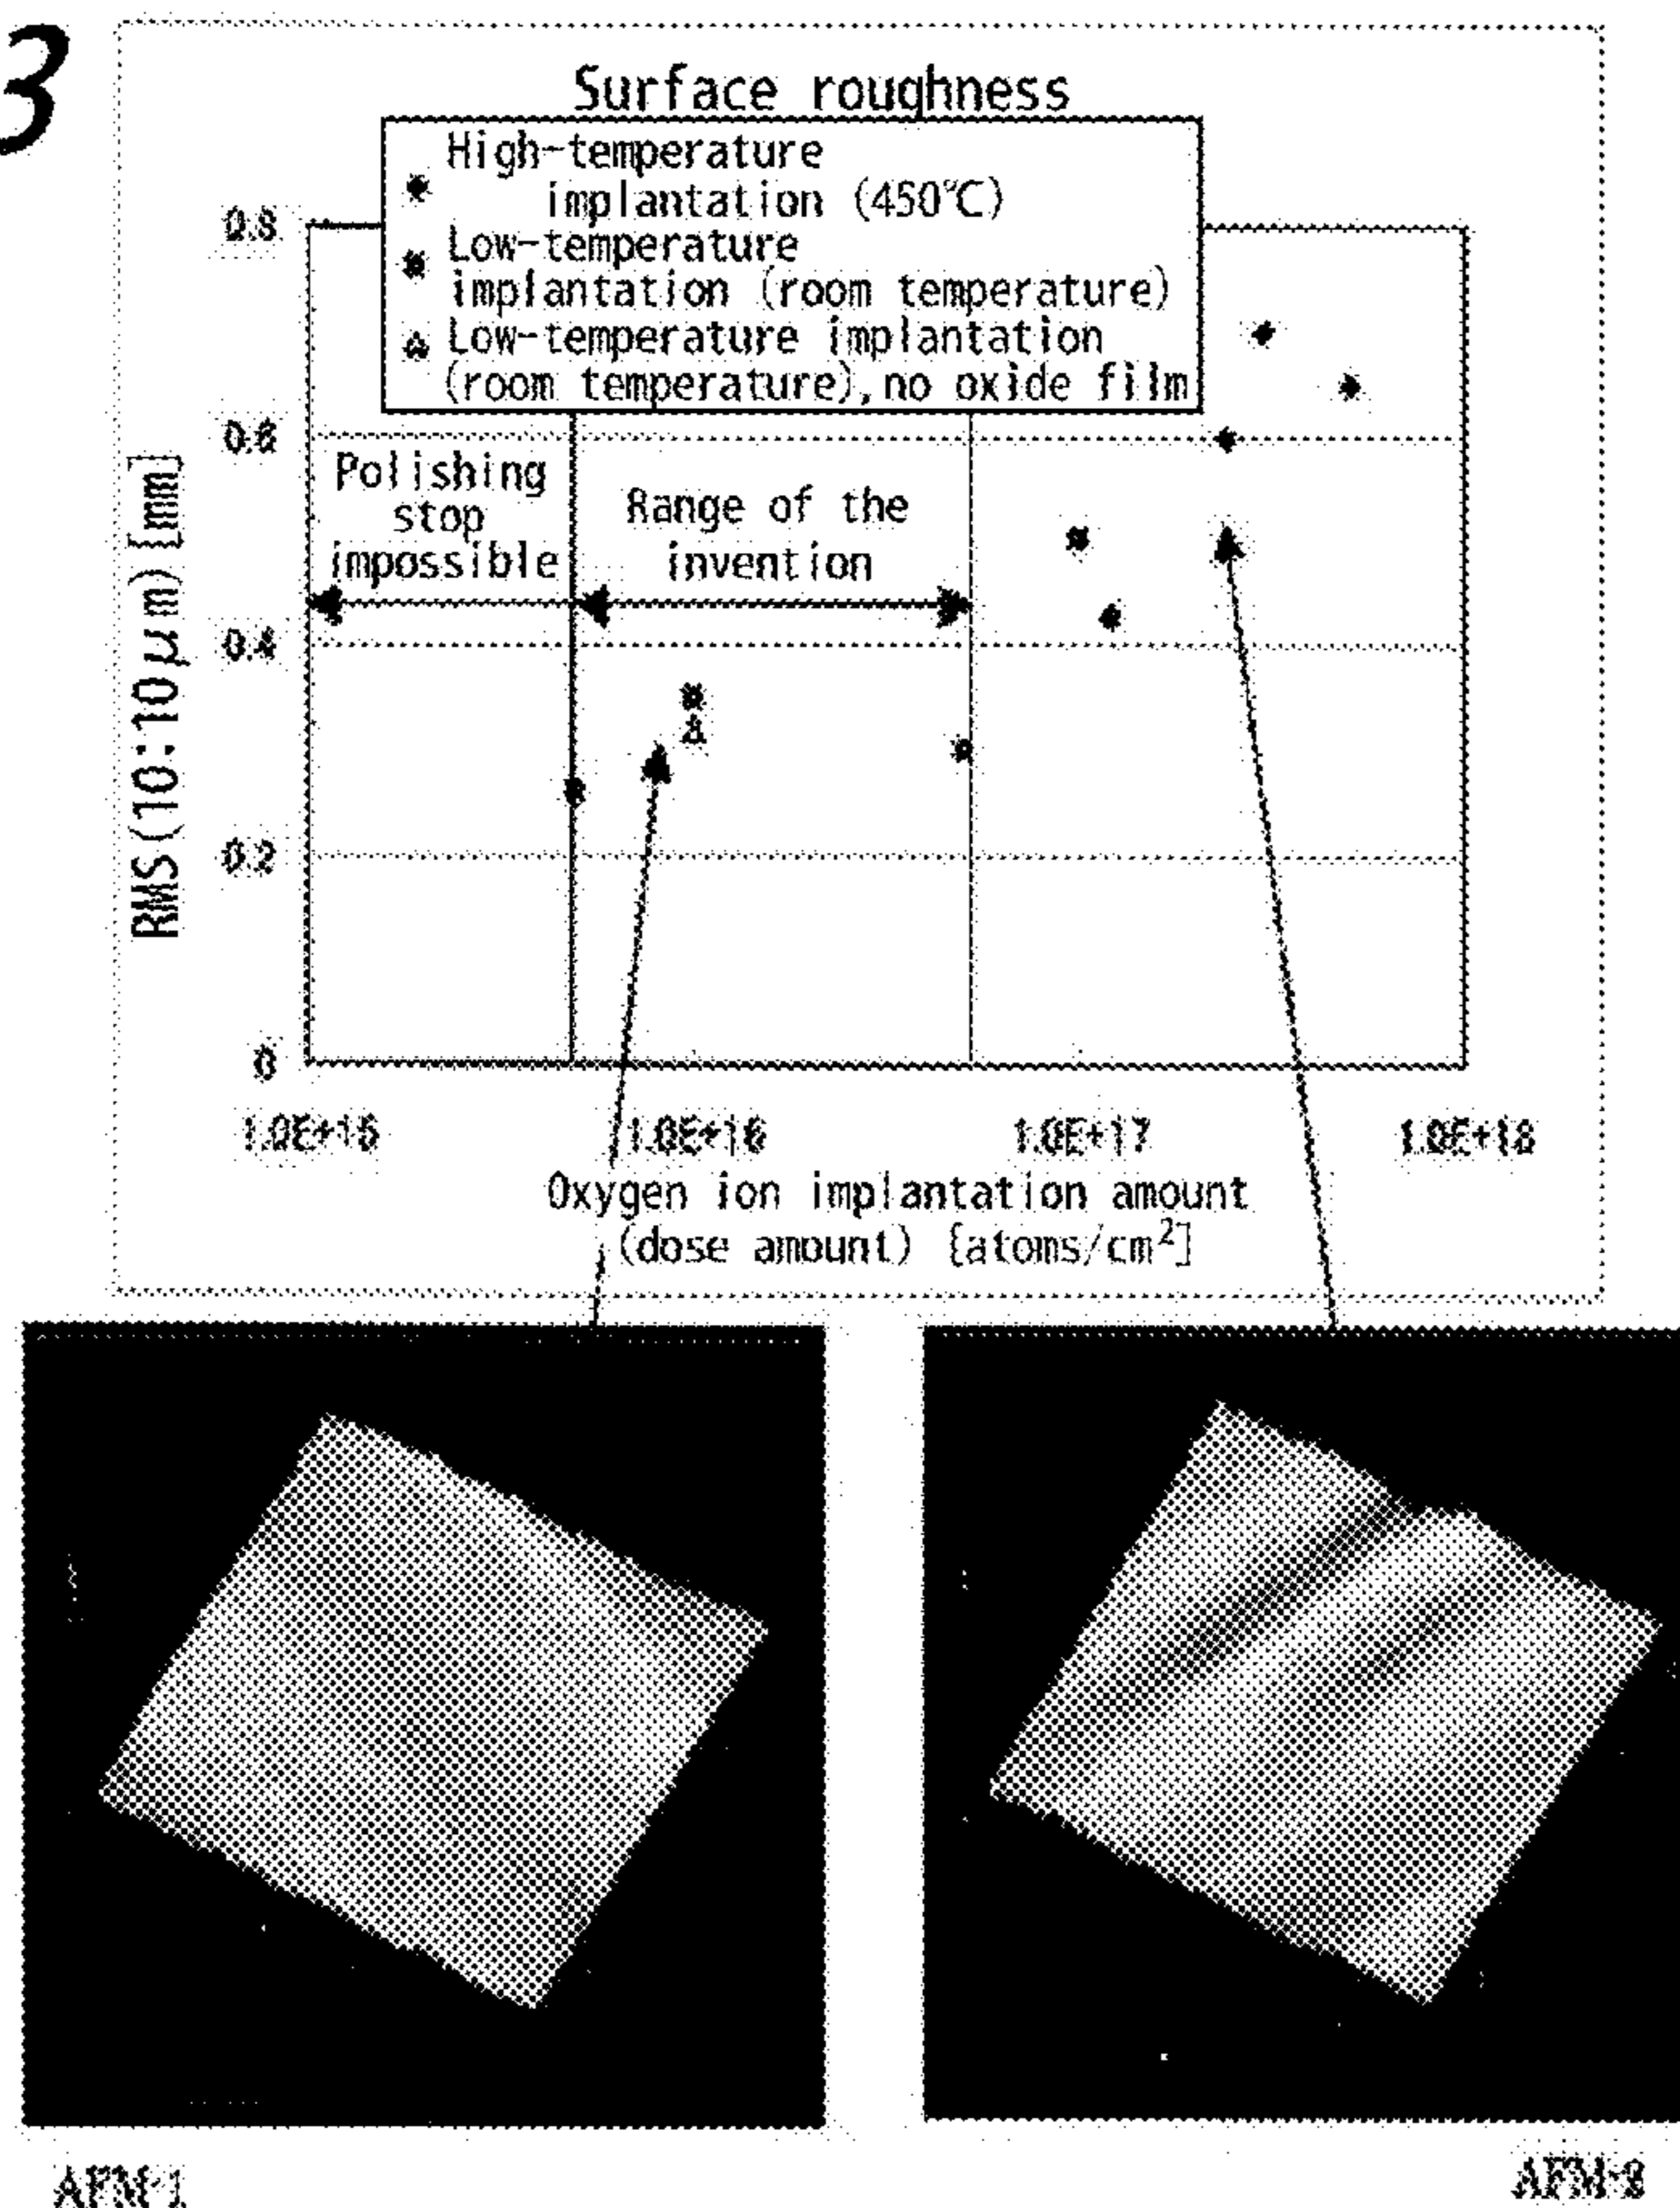 3
Surface roughness
High-temperature
implantation (450℃)
Low-temperature
implantation (room temperature)
Low-temperature implantation
(room temperature), no oxide film
0.8
0.6
0.4
0.2
0
RMS(10:10μm) [mm]
Polishing
stop
impossible
Range of the
invention
1.0E+15
1.0E+16
1.0E+17
1.0E+18
Oxygen ion implantation amount
(dose amount) [atoms/cm²]
AFM-1
AFM-2